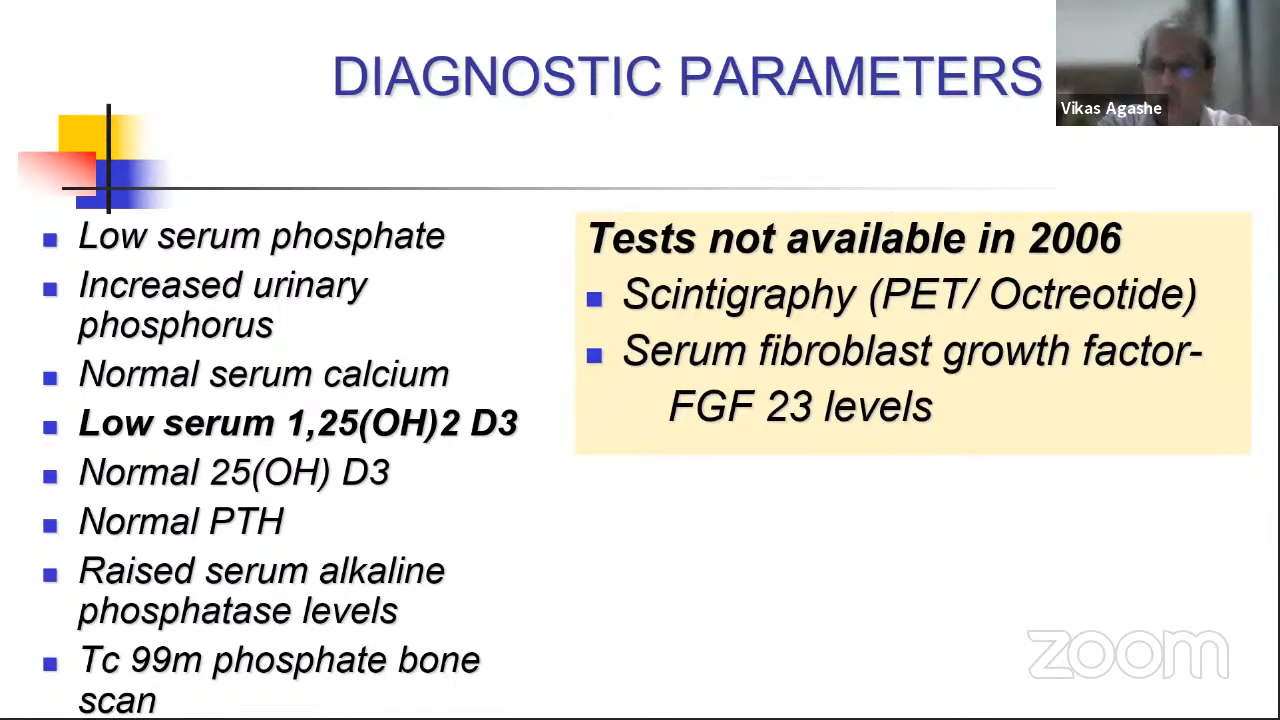 DIAGNOSTIC PARAMETERS
Vikas Agashe
Low serum phosphate
Increased urinary
phosphorus
Normal serum calcium
Low serum 1,25(OH)2 D3
Normal 25(OH) D3
Normal PTH
Raised serum alkaline
phosphatase levels
Tc 99m phosphate bone
scan
Tests not available in 2006
Scintigraphy (PET/ Octreotide)
Serum fibroblast growth factor-
FGF 23 levels
zoom